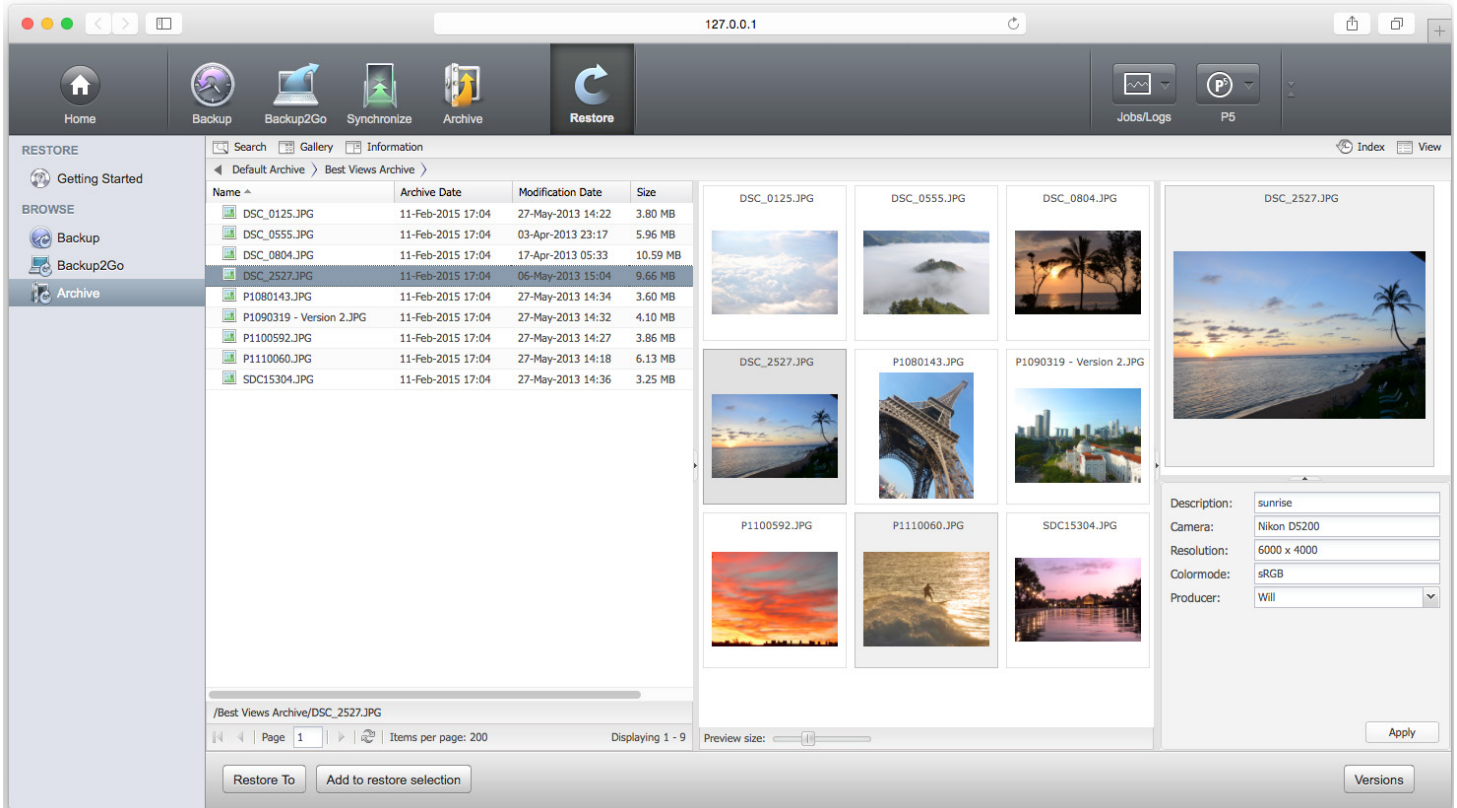 127.0.0.1
Home
Backup
Backup2Go
Synchronize
Archive
Restore
Jobs/Logs
P5
P5
RESTORE
Getting Started
BROWSE
Backup
Backup2Go
Archive
Search Gallery Information
Index View
Default Archive Best Views Archive
Name Archive Date Modification Date Size
DSC_0125.JPG 11-Feb-2015 17:04 27-May-2013 14:22 3.80 MB
DSC_0555.JPG 11-Feb-2015 17:04 03-Apr-2013 23:17 5.96 MB
DSC_0804.JPG 11-Feb-2015 17:04 17-Apr-2013 05:33 10.59 MB
DSC_2527.JPG 11-Feb-2015 17:04 06-May-2013 15:04 9.66 MB
P1080143.JPG 11-Feb-2015 17:04 27-May-2013 14:34 3.60 MB
P1090319 - Version 2.JPG 11-Feb-2015 17:04 27-May-2013 14:32 4.10 MB
P1100592.JPG 11-Feb-2015 17:04 27-May-2013 14:27 3.86 MB
P1110060.JPG 11-Feb-2015 17:04 27-May-2013 14:18 6.13 MB
SDC15304.JPG 11-Feb-2015 17:04 27-May-2013 14:36 3.25 MB
/Best Views Archive/DSC_2527.JPG
Page 1 Items per page: 200 Displaying 1 - 9
DSC_0125.JPG DSC_0555.JPG DSC_0804.JPG
DSC_2527.JPG P1080143.JPG P1090319 - Version 2.JPG
P1100592.JPG P1110060.JPG SDC15304.JPG
Preview size:
DSC_2527.JPG
Description: sunrise
Camera: Nikon D5200
Resolution: 6000 x 4000
Colormode: sRGB
Producer: Will
Apply
Restore To Add to restore selection Versions